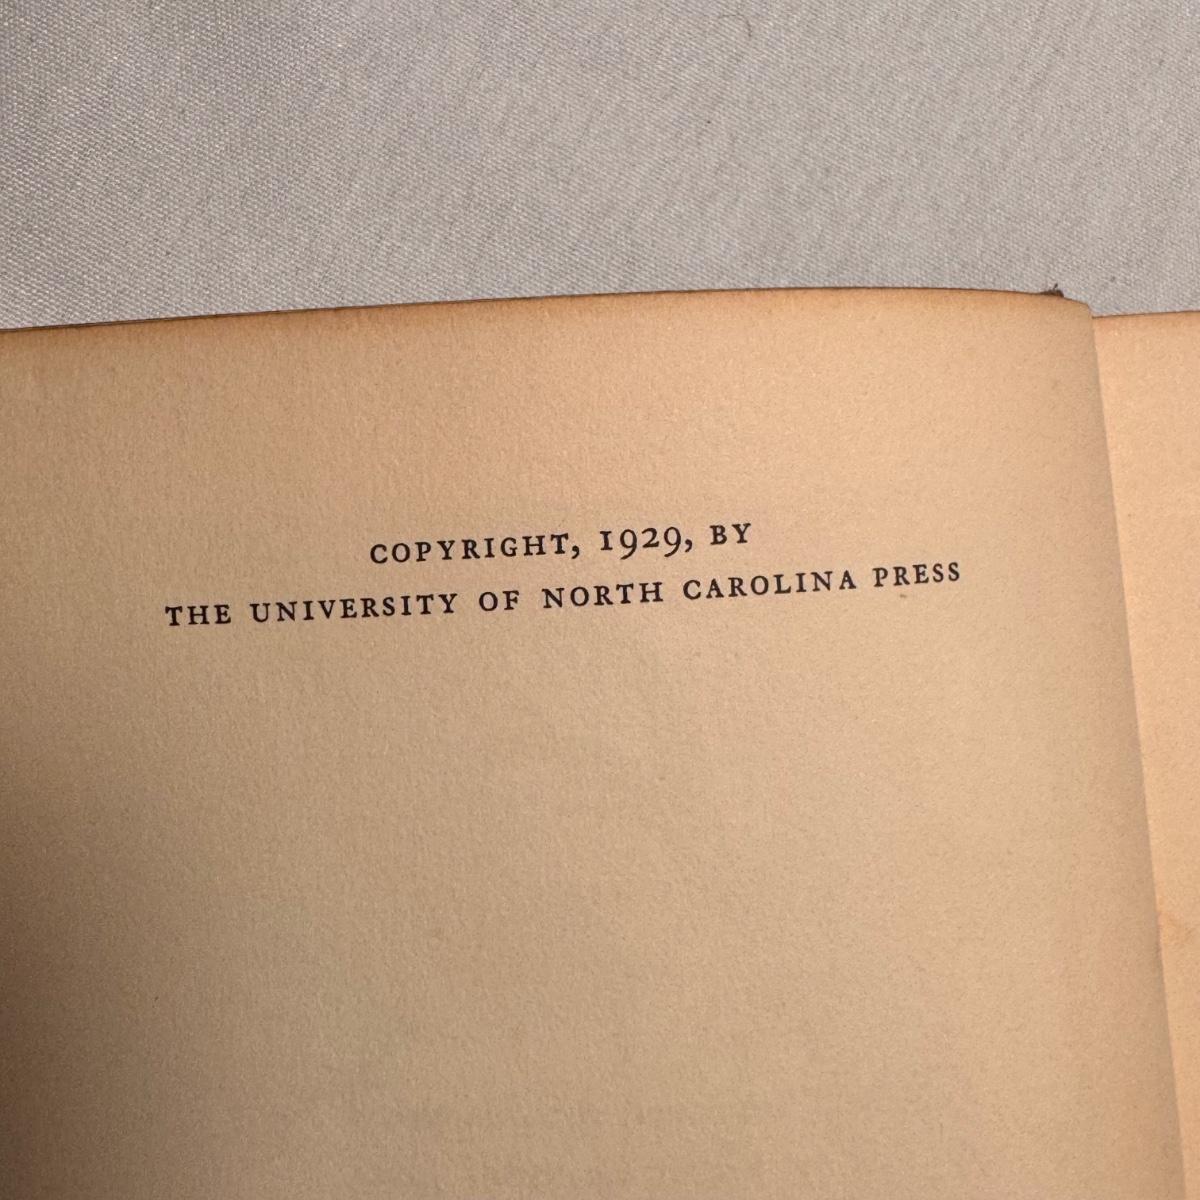 COPYRIGHT, 1929, BY
THE UNIVERSITY OF NORTH CAROLINA PRESS